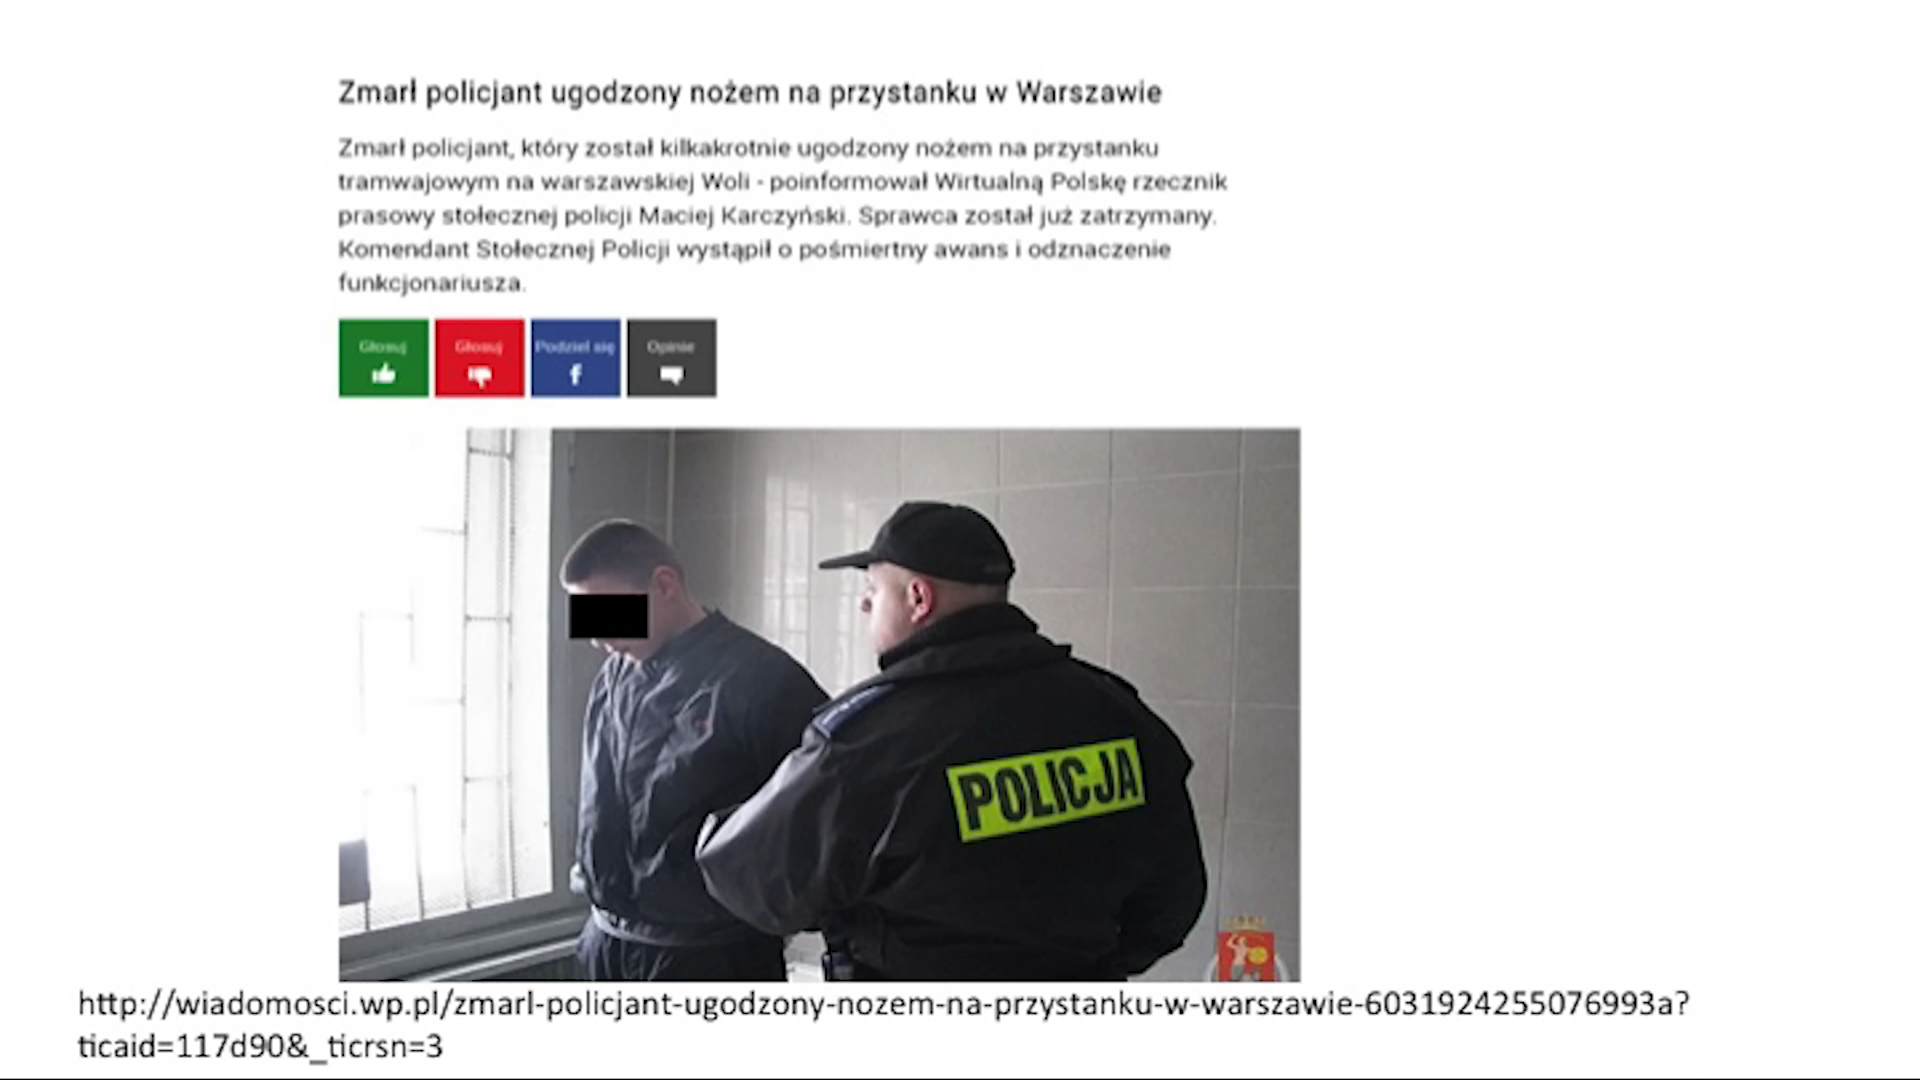 Zmarł policjant ugodzony nożem na przystanku w Warszawie
Zmarł policjant, który został kilkakrotnie ugodzony nożem na przystanku
tramwajowym na warszawskiej Woli - poinformował Wirtualną Polskę rzecznik
prasowy stołecznej policji Maciej Karczyński. Sprawca został już zatrzymany.
Komendant Stołecznej Policji wystąpił o pośmiertny awans i odznaczenie
funkcjonariusza.
Głosuj Głosuj Podziel się Opinie
POLICJA
http://wiadomosci.wp.pl/zmarl-policjant-ugodzony-nozem-na-przystanku-w-warszawie-6031924255076993a?
ticaid=117d90&_ticrsn=3